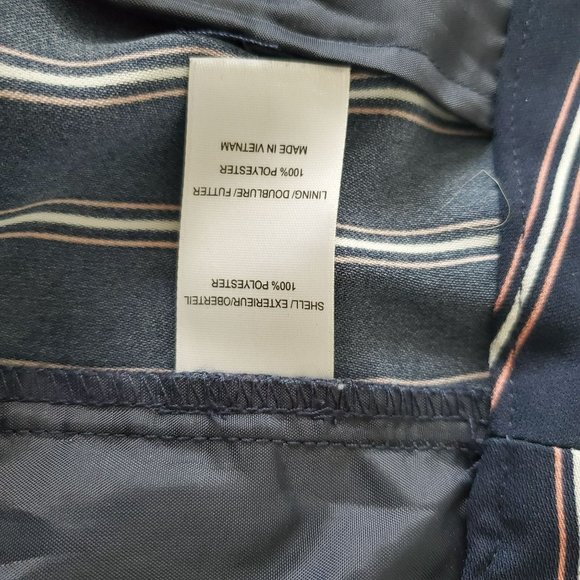 SHELL/ EXTERIEUR/OBERTEIL
100% POLYESTER
LINING/ DOUBLURE/ FUTTER
100% POLYESTER
MADE IN VIETNAM